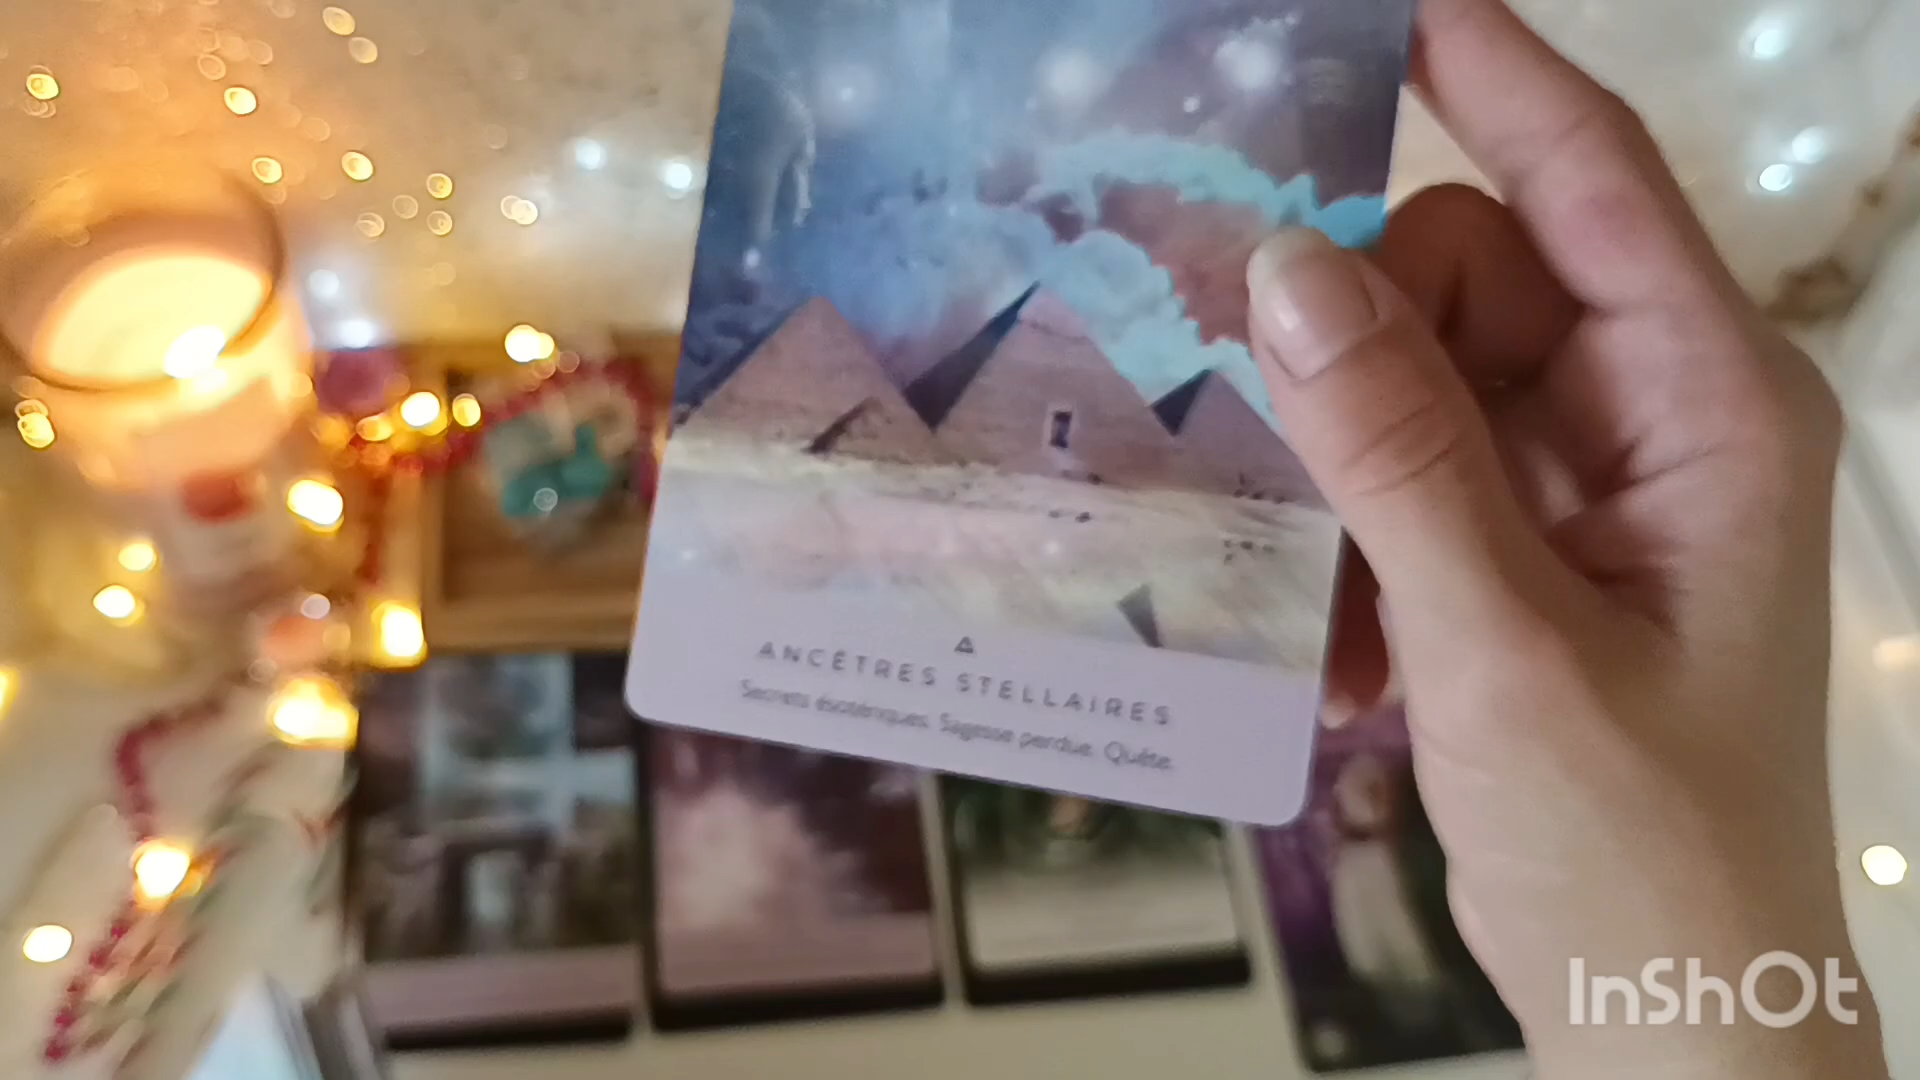 ANCÊTRES STELLAIRES
Secrets ésotériques. Sagesse perdue. Quête.
InShOt